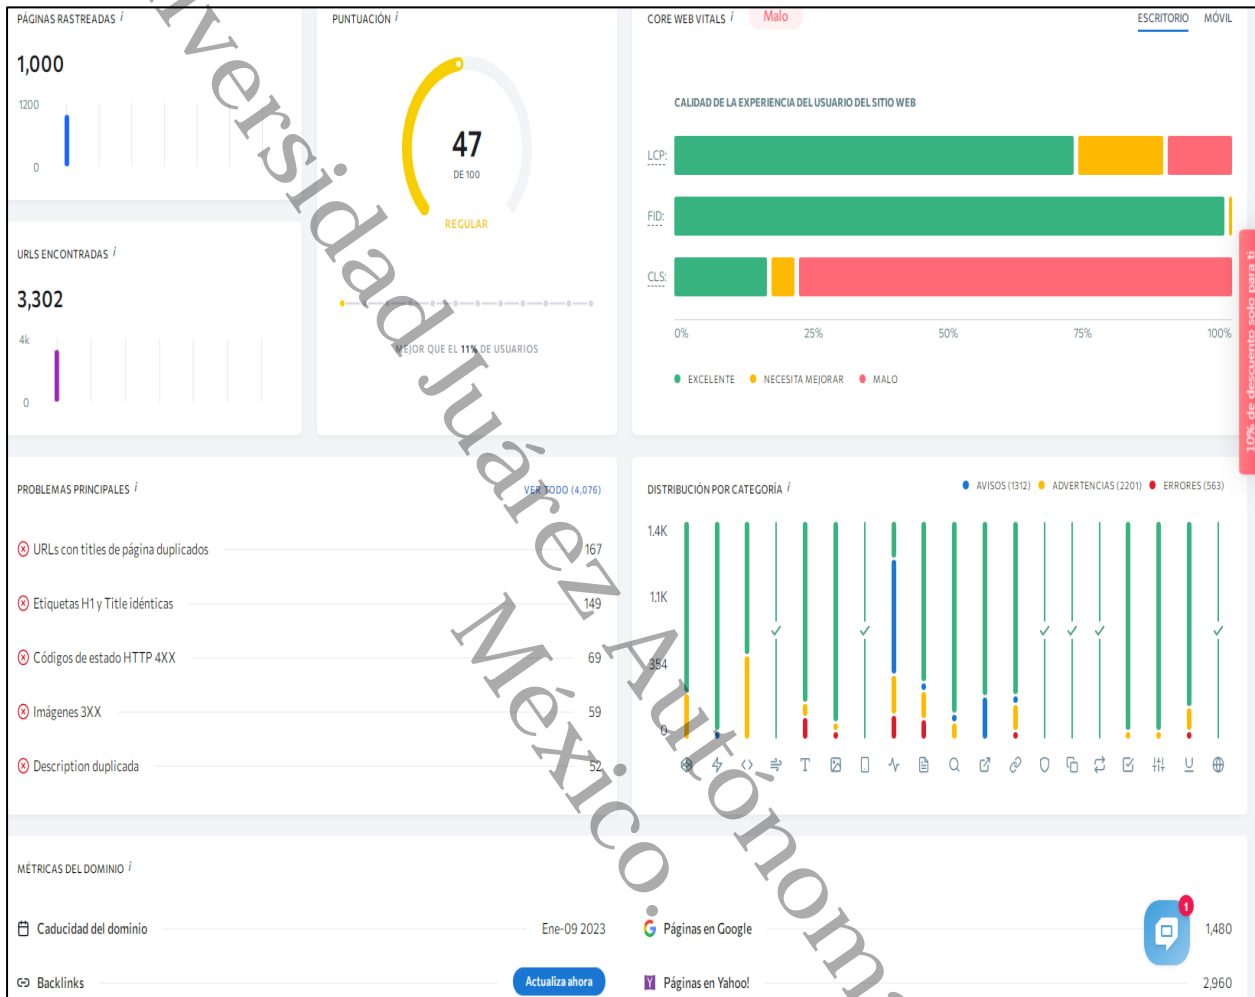 PÁGINAS RASTREADAS i
1,000
1200
0
PUNTUACIÓN i
47
DE 100
REGULAR
MEJOR QUE EL 11% DE USUARIOS
CORE WEB VITALS i Malo
ESCRITORIO MÓVIL
CALIDAD DE LA EXPERIENCIA DEL USUARIO DEL SITIO WEB
LCP:
FID:
CLS:
0% 25% 50% 75% 100%
EXCELENTE NECESITA MEJORAR MALO
URLS ENCONTRADAS i
3,302
4k
0
10% de descuento solo para ti
PROBLEMAS PRINCIPALES i VER TODO (4,076)
URLs con titles de página duplicados 167
Etiquetas H1 y Title idénticas 149
Códigos de estado HTTP 4XX 69
Imágenes 3XX 59
Description duplicada 52
DISTRIBUCIÓN POR CATEGORÍA i AVISOS (1312) ADVERTENCIAS (2201) ERRORES (563)
1.4K
1.1K
354
0
MÉTRICAS DEL DOMINIO i
Caducidad del dominio Ene-09 2023
Backlinks Actualiza ahora
Páginas en Google 1,480
Páginas en Yahoo! 2,960
1
Universidad Juárez Autónoma
México.